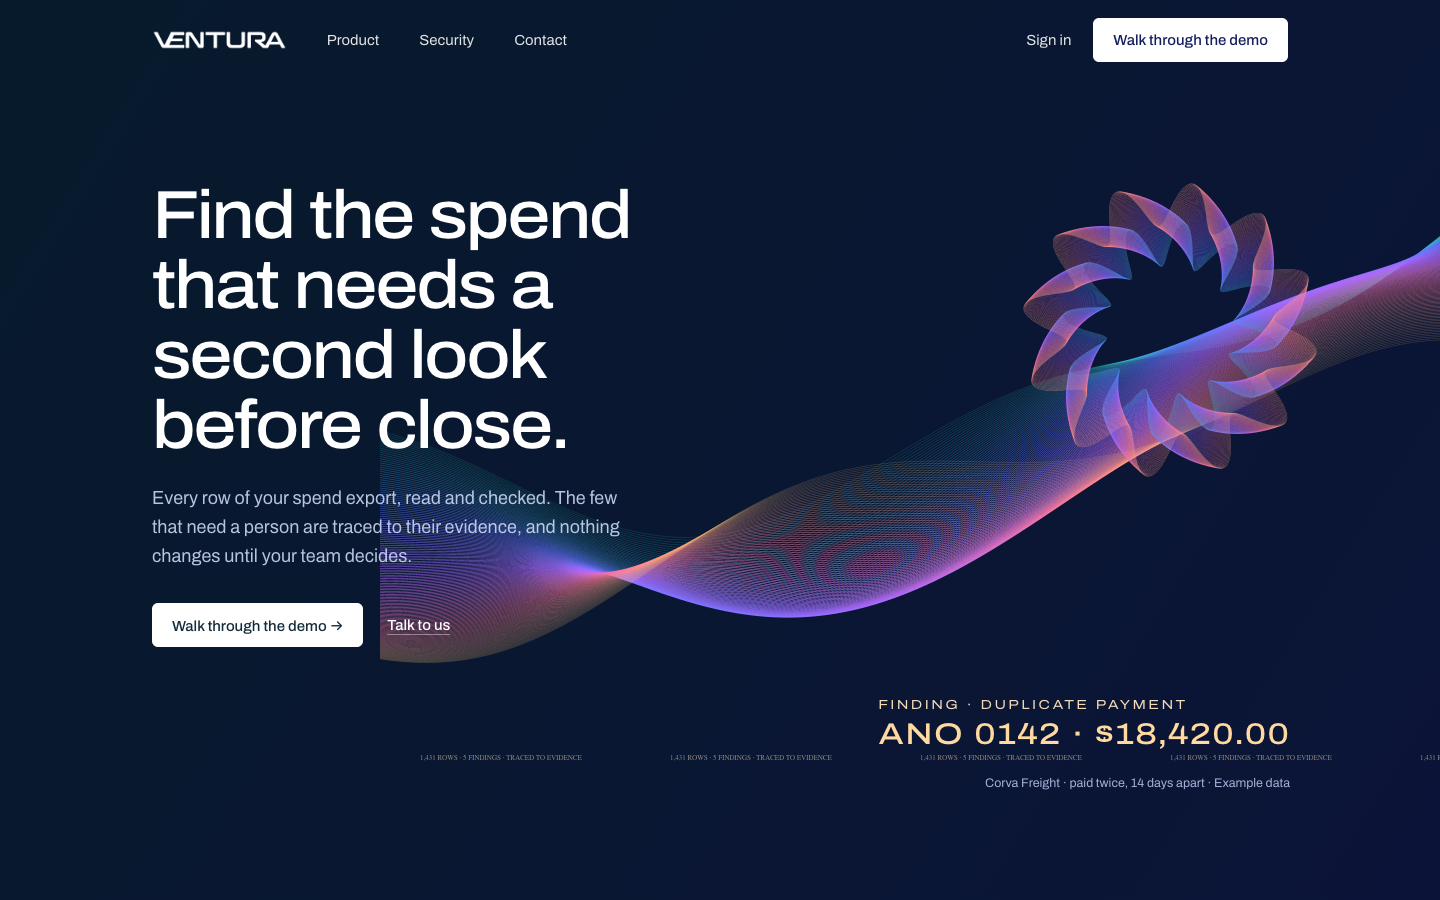 VENTURA
Product
Security
Contact
Sign in
Walk through the demo
Find the spend
that needs a
second look
before close.
Every row of your spend export, read and checked. The few
that need a person are traced to their evidence, and nothing
changes until your team decides.
Walk through the demo →
Talk to us
FINDING · DUPLICATE PAYMENT
ANO 0142 · $18,420.00
1,431 ROWS · 5 FINDINGS · TRACED TO EVIDENCE
1,431 ROWS · 5 FINDINGS · TRACED TO EVIDENCE
1,431 ROWS · 5 FINDINGS · TRACED TO EVIDENCE
1,431 ROWS · 5 FINDINGS · TRACED TO EVIDENCE
Corva Freight · paid twice, 14 days apart · Example data